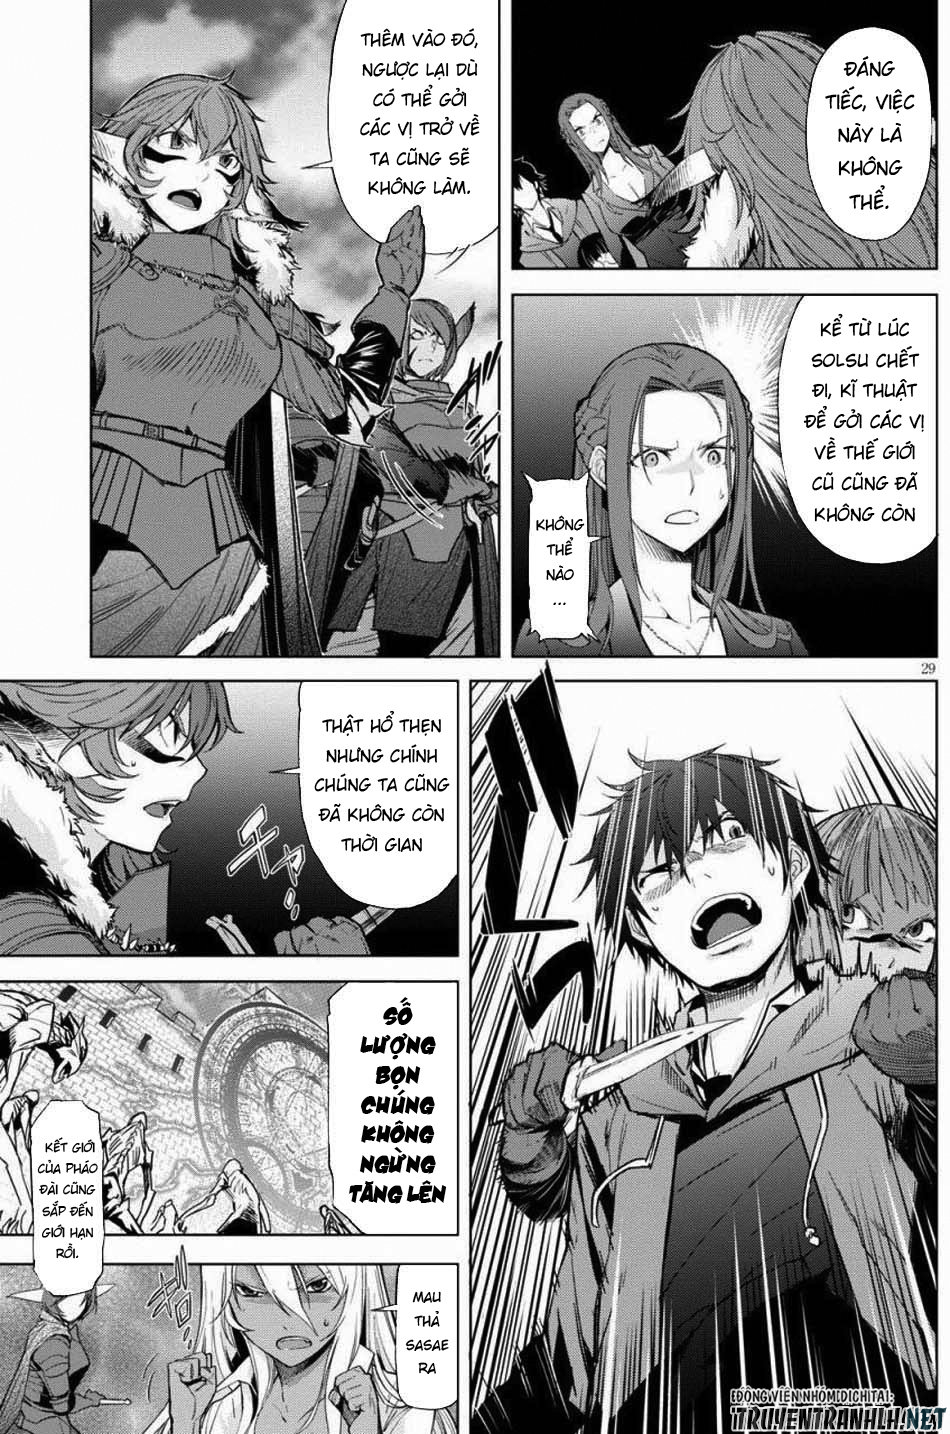 ĐÁNG
TIẾC, VIỆC
NÀY LÀ
KHÔNG
THỂ.
THÊM VÀO ĐÓ,
NGƯỢC LẠI DÙ
CÓ THỂ GỞI
CÁC VỊ TRỞ VỀ
TA CŨNG SẼ
KHÔNG LÀM.
KỂ TỪ LÚC
SOLSU CHẾT
ĐI, KĨ THUẬT
ĐỂ GỞI CÁC VỊ
VỀ THẾ GIỚI
CŨ CŨNG ĐÃ
KHÔNG CÒN
KHÔNG
THỂ
NÀO
...
29
THẬT HỔ THẸN
NHƯNG CHÍNH
CHÚNG TA CŨNG
ĐÃ KHÔNG CÒN
THỜI GIAN
チャ...
SỐ
LƯỢNG
BỌN
CHÚNG
KHÔNG
NGỪNG
TĂNG LÊN
KẾT GIỚI
CỦA PHÁO
ĐÀI CŨNG
SẮP ĐẾN
GIỚI HẠN
RỒI.
MAU
THẢ
SASAE
RA
ĐỘNG VIÊN NHÓM DỊCH TẠI:
TRUYENTRANHLH.NET